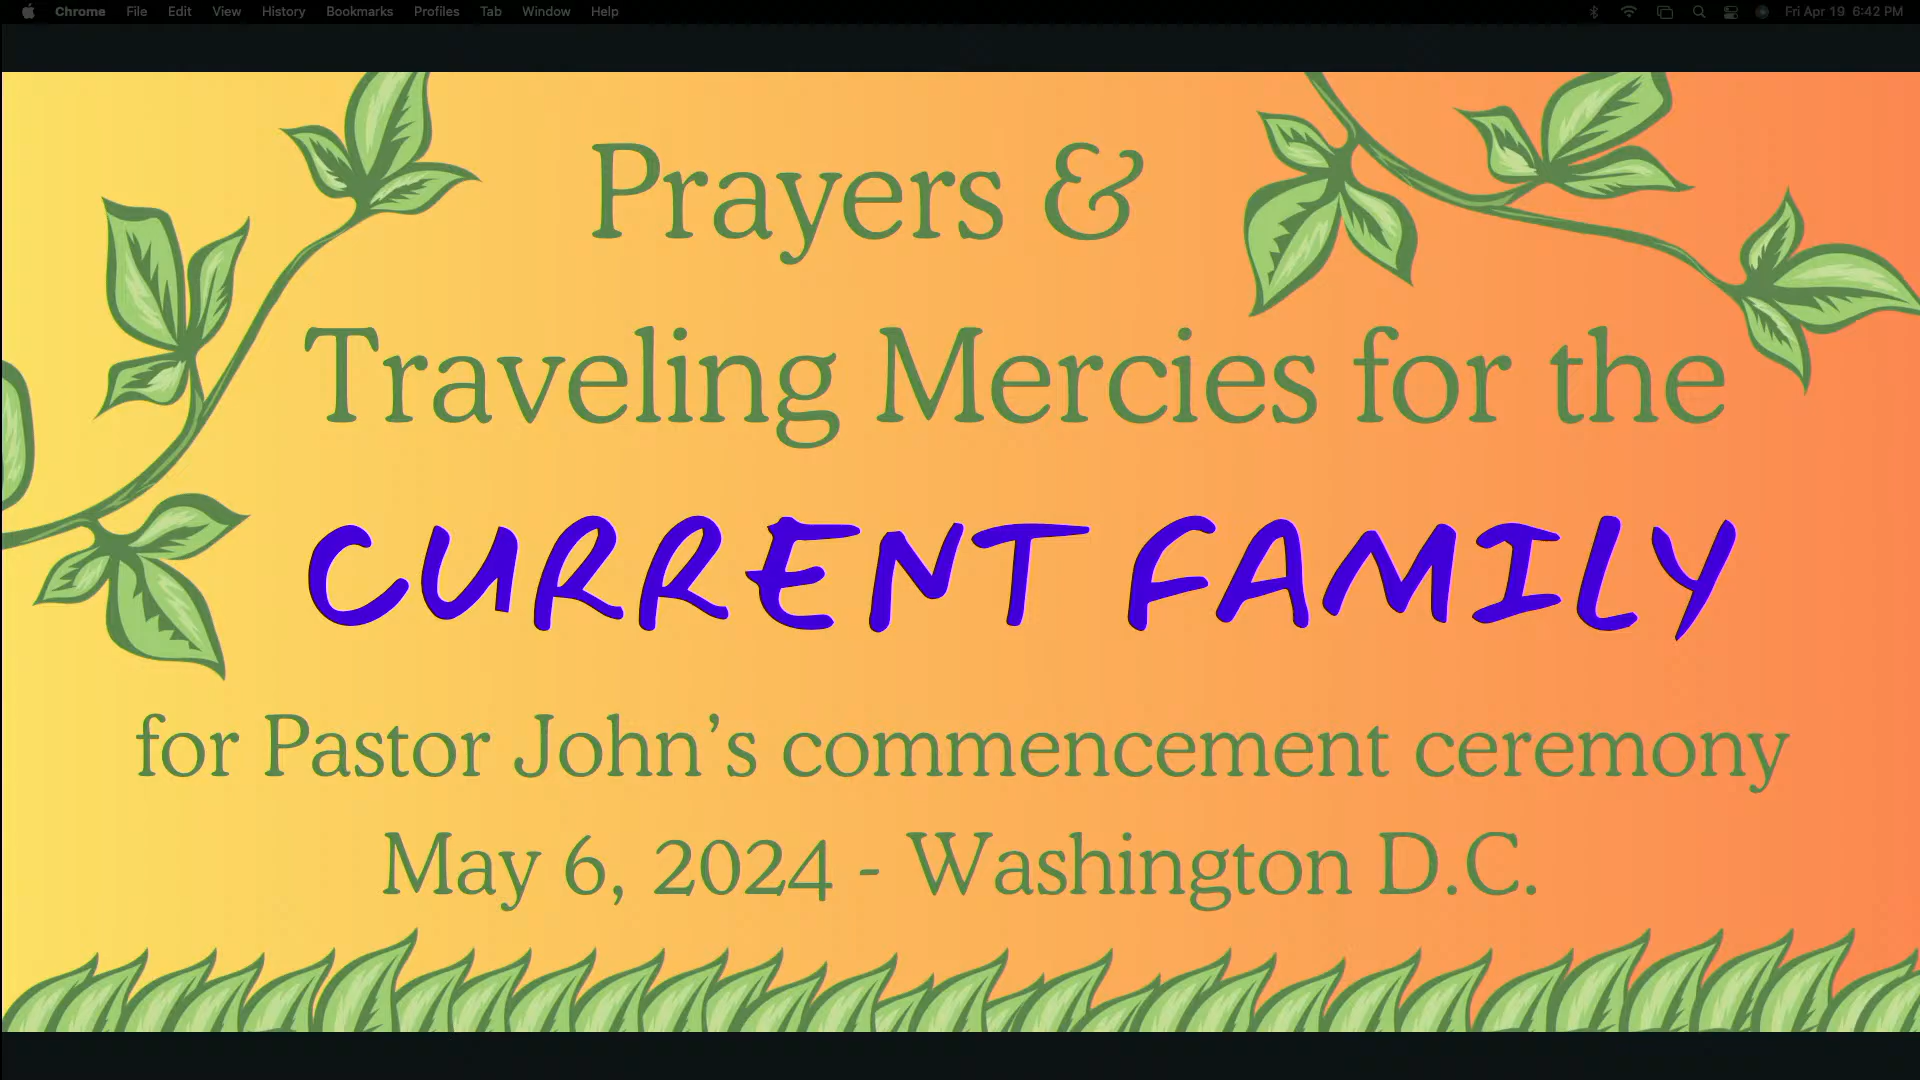 Chrome File Edit View History Bookmarks Profiles Tab Window Help Fri Apr 19 6:42 PM
Prayers &
Traveling Mercies for the
CURRENT FAMILY
for Pastor John’s commencement ceremony
May 6, 2024 - Washington D.C.